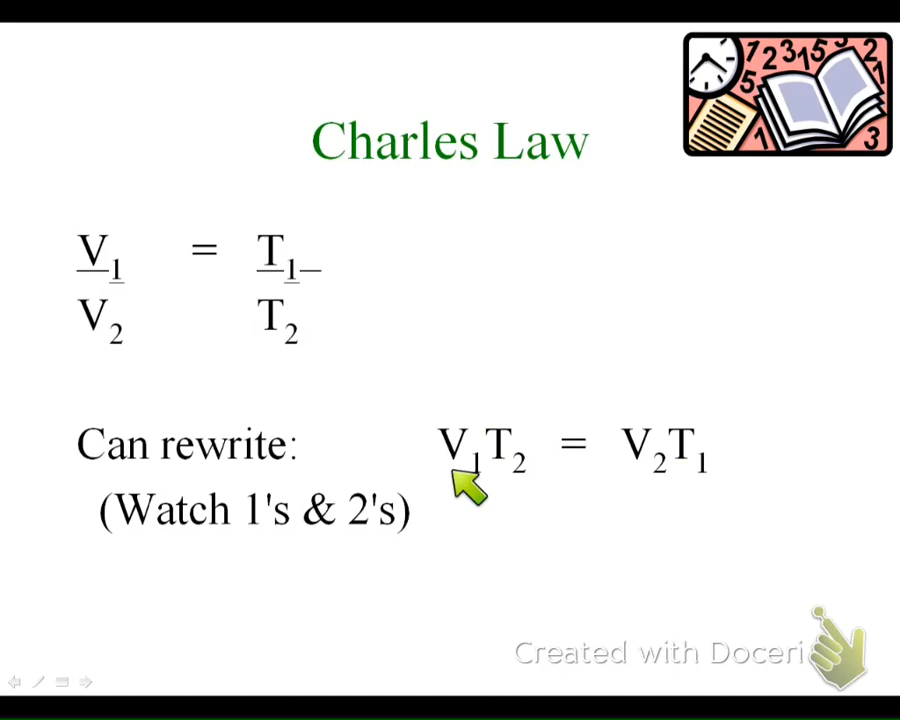 Charles Law
V₁ = T₁
V₂ T₂
Can rewrite: V₁T₂ = V₂T₁
(Watch 1's & 2's)
Created with Doceri